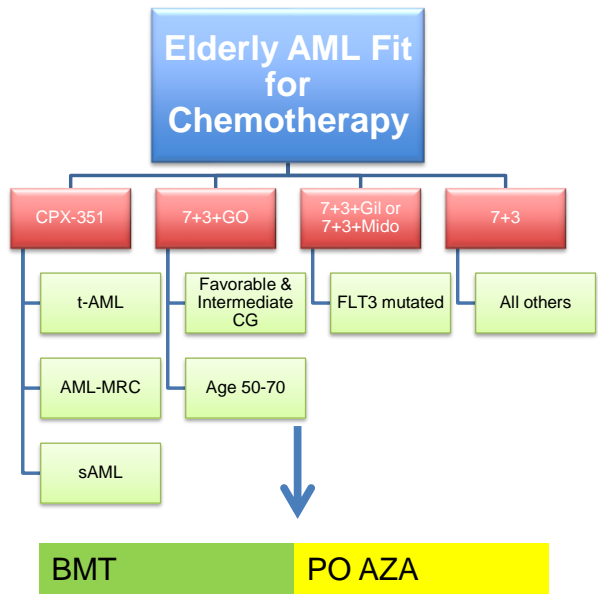 Elderly AML Fit
for
Chemotherapy
CPX-351
7+3+GO
7+3+Gil or
7+3+Mido
7+3
t-AML
Favorable &
Intermediate
CG
FLT3 mutated
All others
AML-MRC
Age 50-70
sAML
BMT
PO AZA